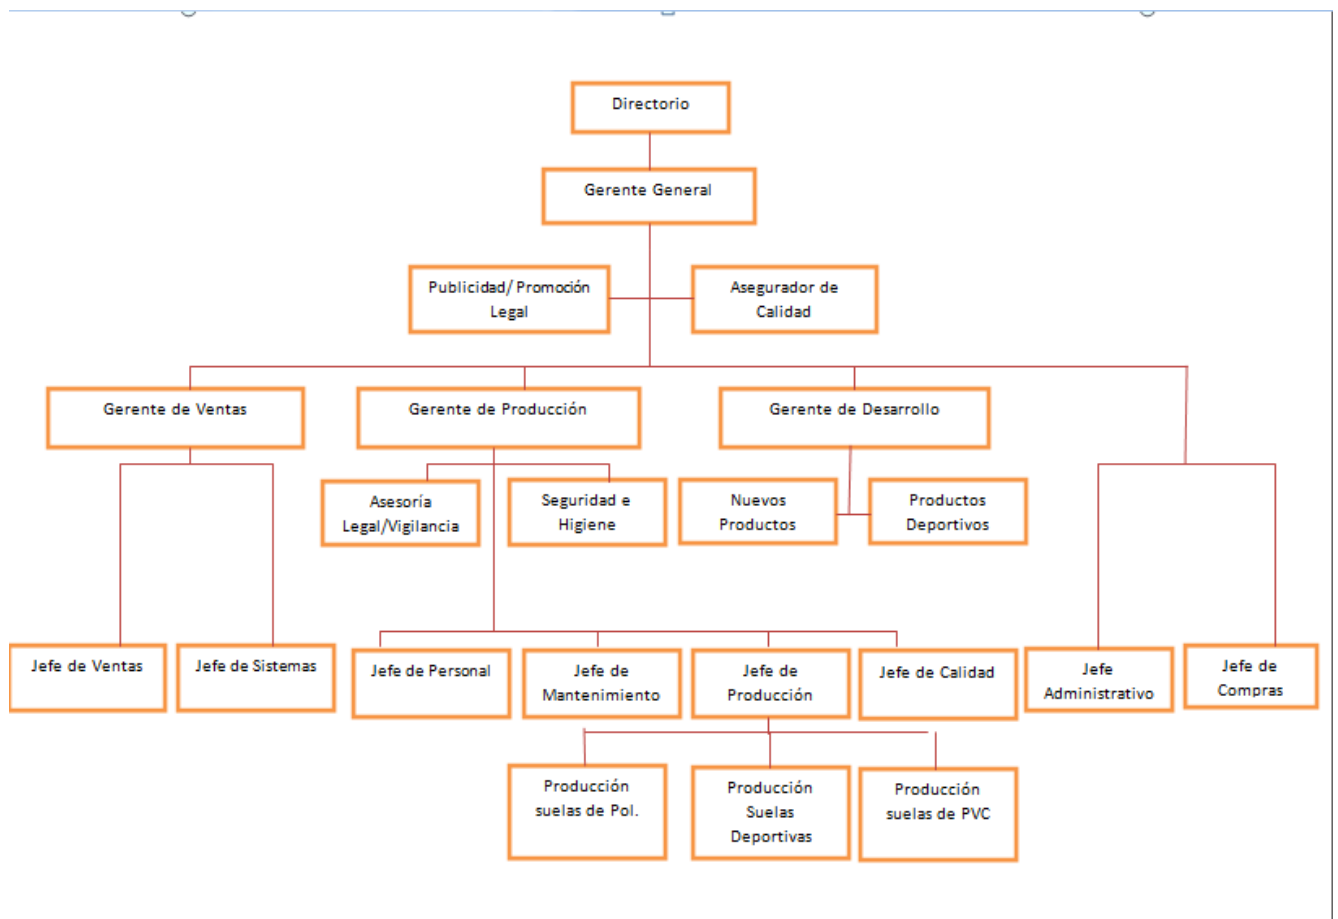 Directorio
Gerente General
Publicidad/ Promoción
Legal
Asegurador de
Calidad
Gerente de Ventas
Gerente de Producción
Gerente de Desarrollo
Asesoría
Legal/Vigilancia
Seguridad e
Higiene
Nuevos
Productos
Productos
Deportivos
Jefe de Ventas
Jefe de Sistemas
Jefe de Personal
Jefe de
Mantenimiento
Jefe de
Producción
Jefe de Calidad
Jefe
Administrativo
Jefe de
Compras
Producción
suelas de Pol.
Producción
Suelas
Deportivas
Producción
suelas de PVC